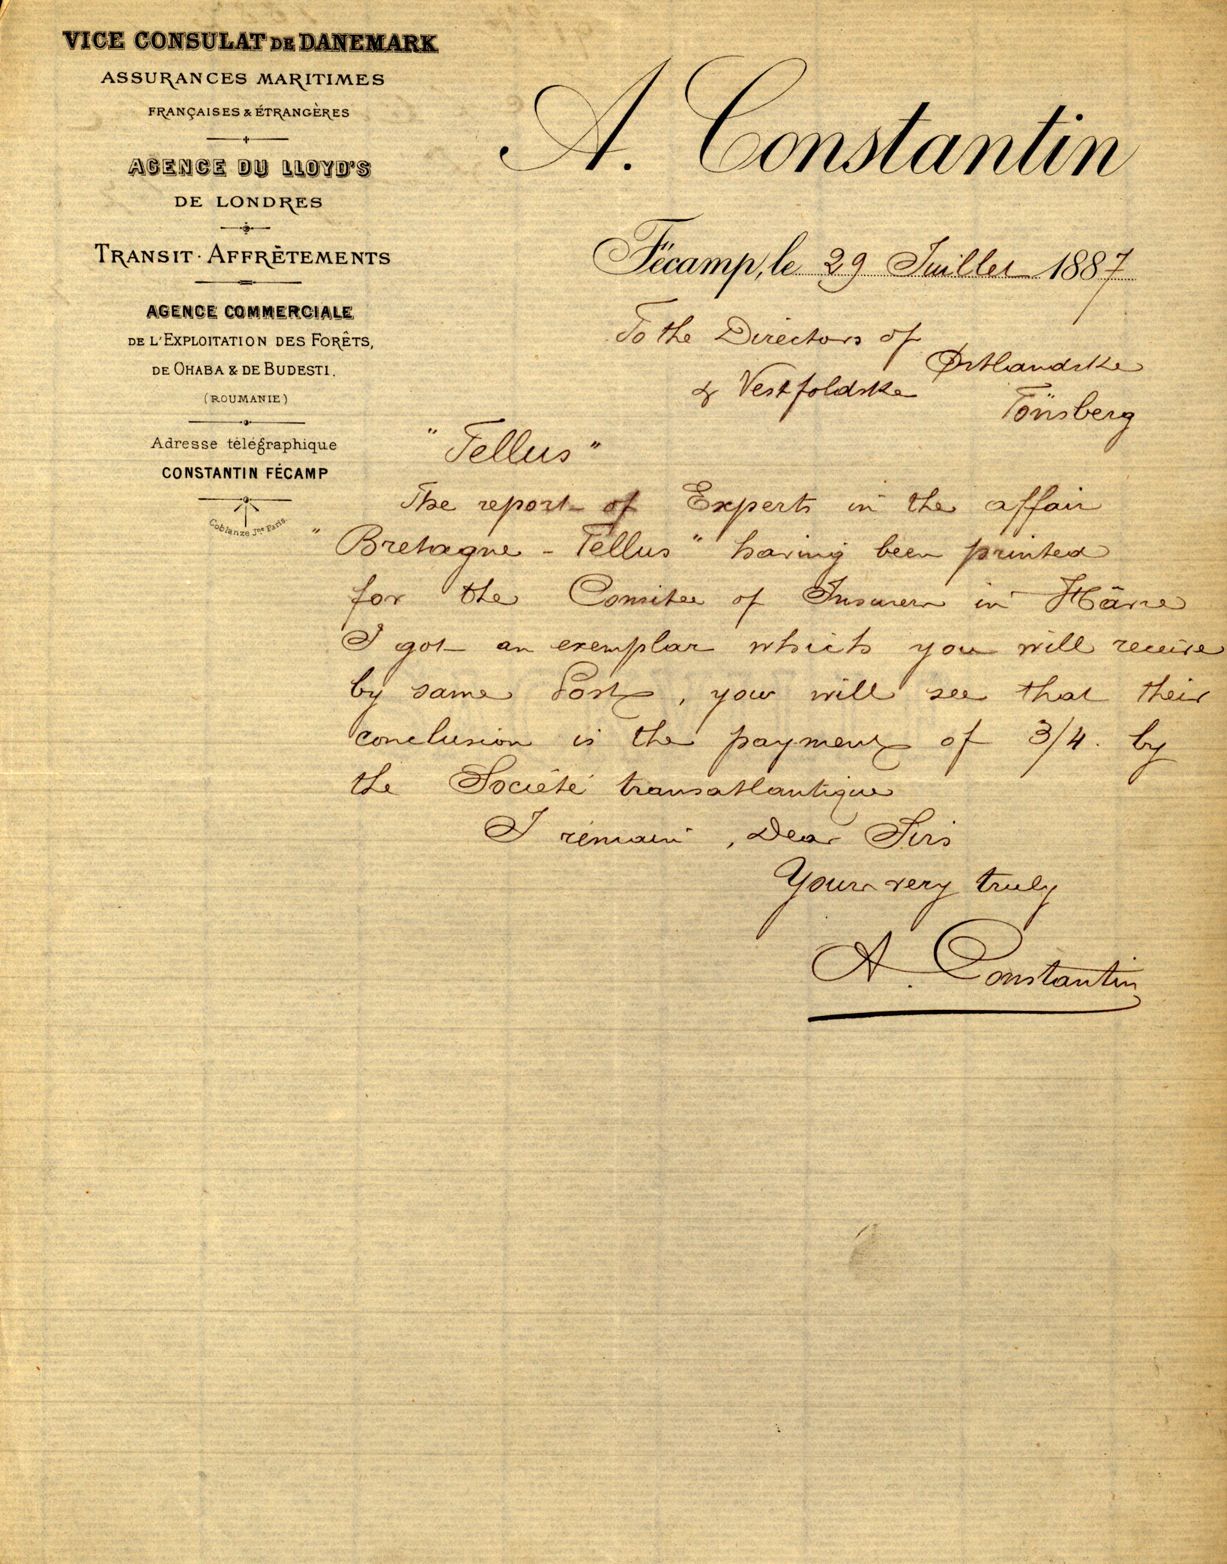 VICE CONSULAT DE DANEMARK
ASSURANCES MARITIMES
FRANÇAISES & ÉTRANGÈRES
AGENCE DU LLOYD'S
DE LONDRES
TRANSIT · AFFRÈTEMENTS
AGENCE COMMERCIALE
DE L'EXPLOITATION DES FORÊTS,
DE OHABA & DE BUDESTI.
(ROUMANIE)
Adresse télégraphique
CONSTANTIN FÉCAMP
Coblanze Jne Paris.
A. Constantin
Fécamp, le 29 Juillet 1887
To the Directors of
Østlandske
& Vestfoldske
Tönsberg
"Tellus"
The report of Experts in the affair
"Bretagne - Tellus" having been printed
for the Comitee of Insurers in Hâvre
I got an exemplar which you will receive
by same Post, you will see that their
conclusion is the payment of 3/4. by
the Société transatlantique
I remain, Dear Sirs
Yours very truly
A. Constantin